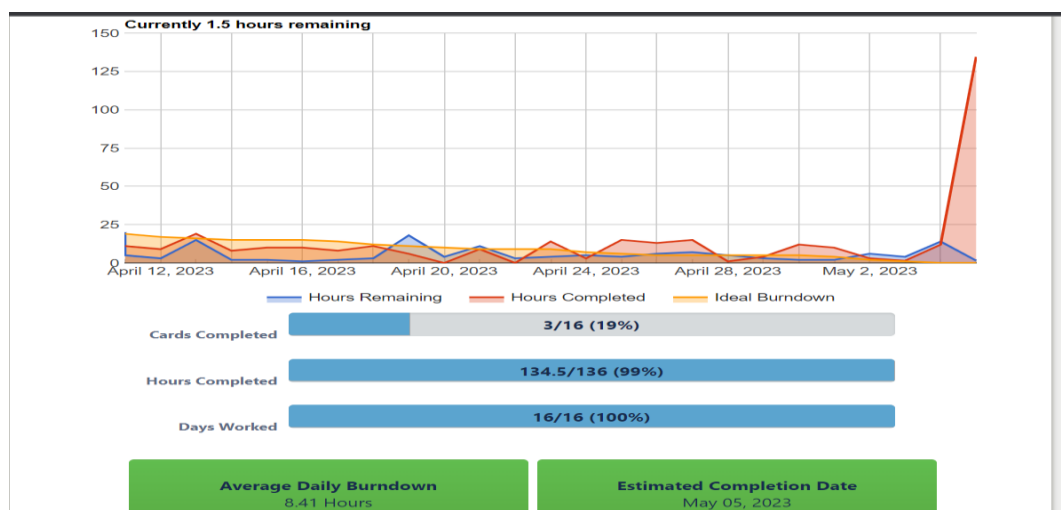 Currently 1.5 hours remaining
150
125
100
75
50
25
0
April 12, 2023 April 16, 2023 April 20, 2023 April 24, 2023 April 28, 2023 May 2, 2023
Hours Remaining Hours Completed Ideal Burndown
Cards Completed 3/16 (19%)
Hours Completed 134.5/136 (99%)
Days Worked 16/16 (100%)
Average Daily Burndown Estimated Completion Date
8.41 Hours May 05, 2023